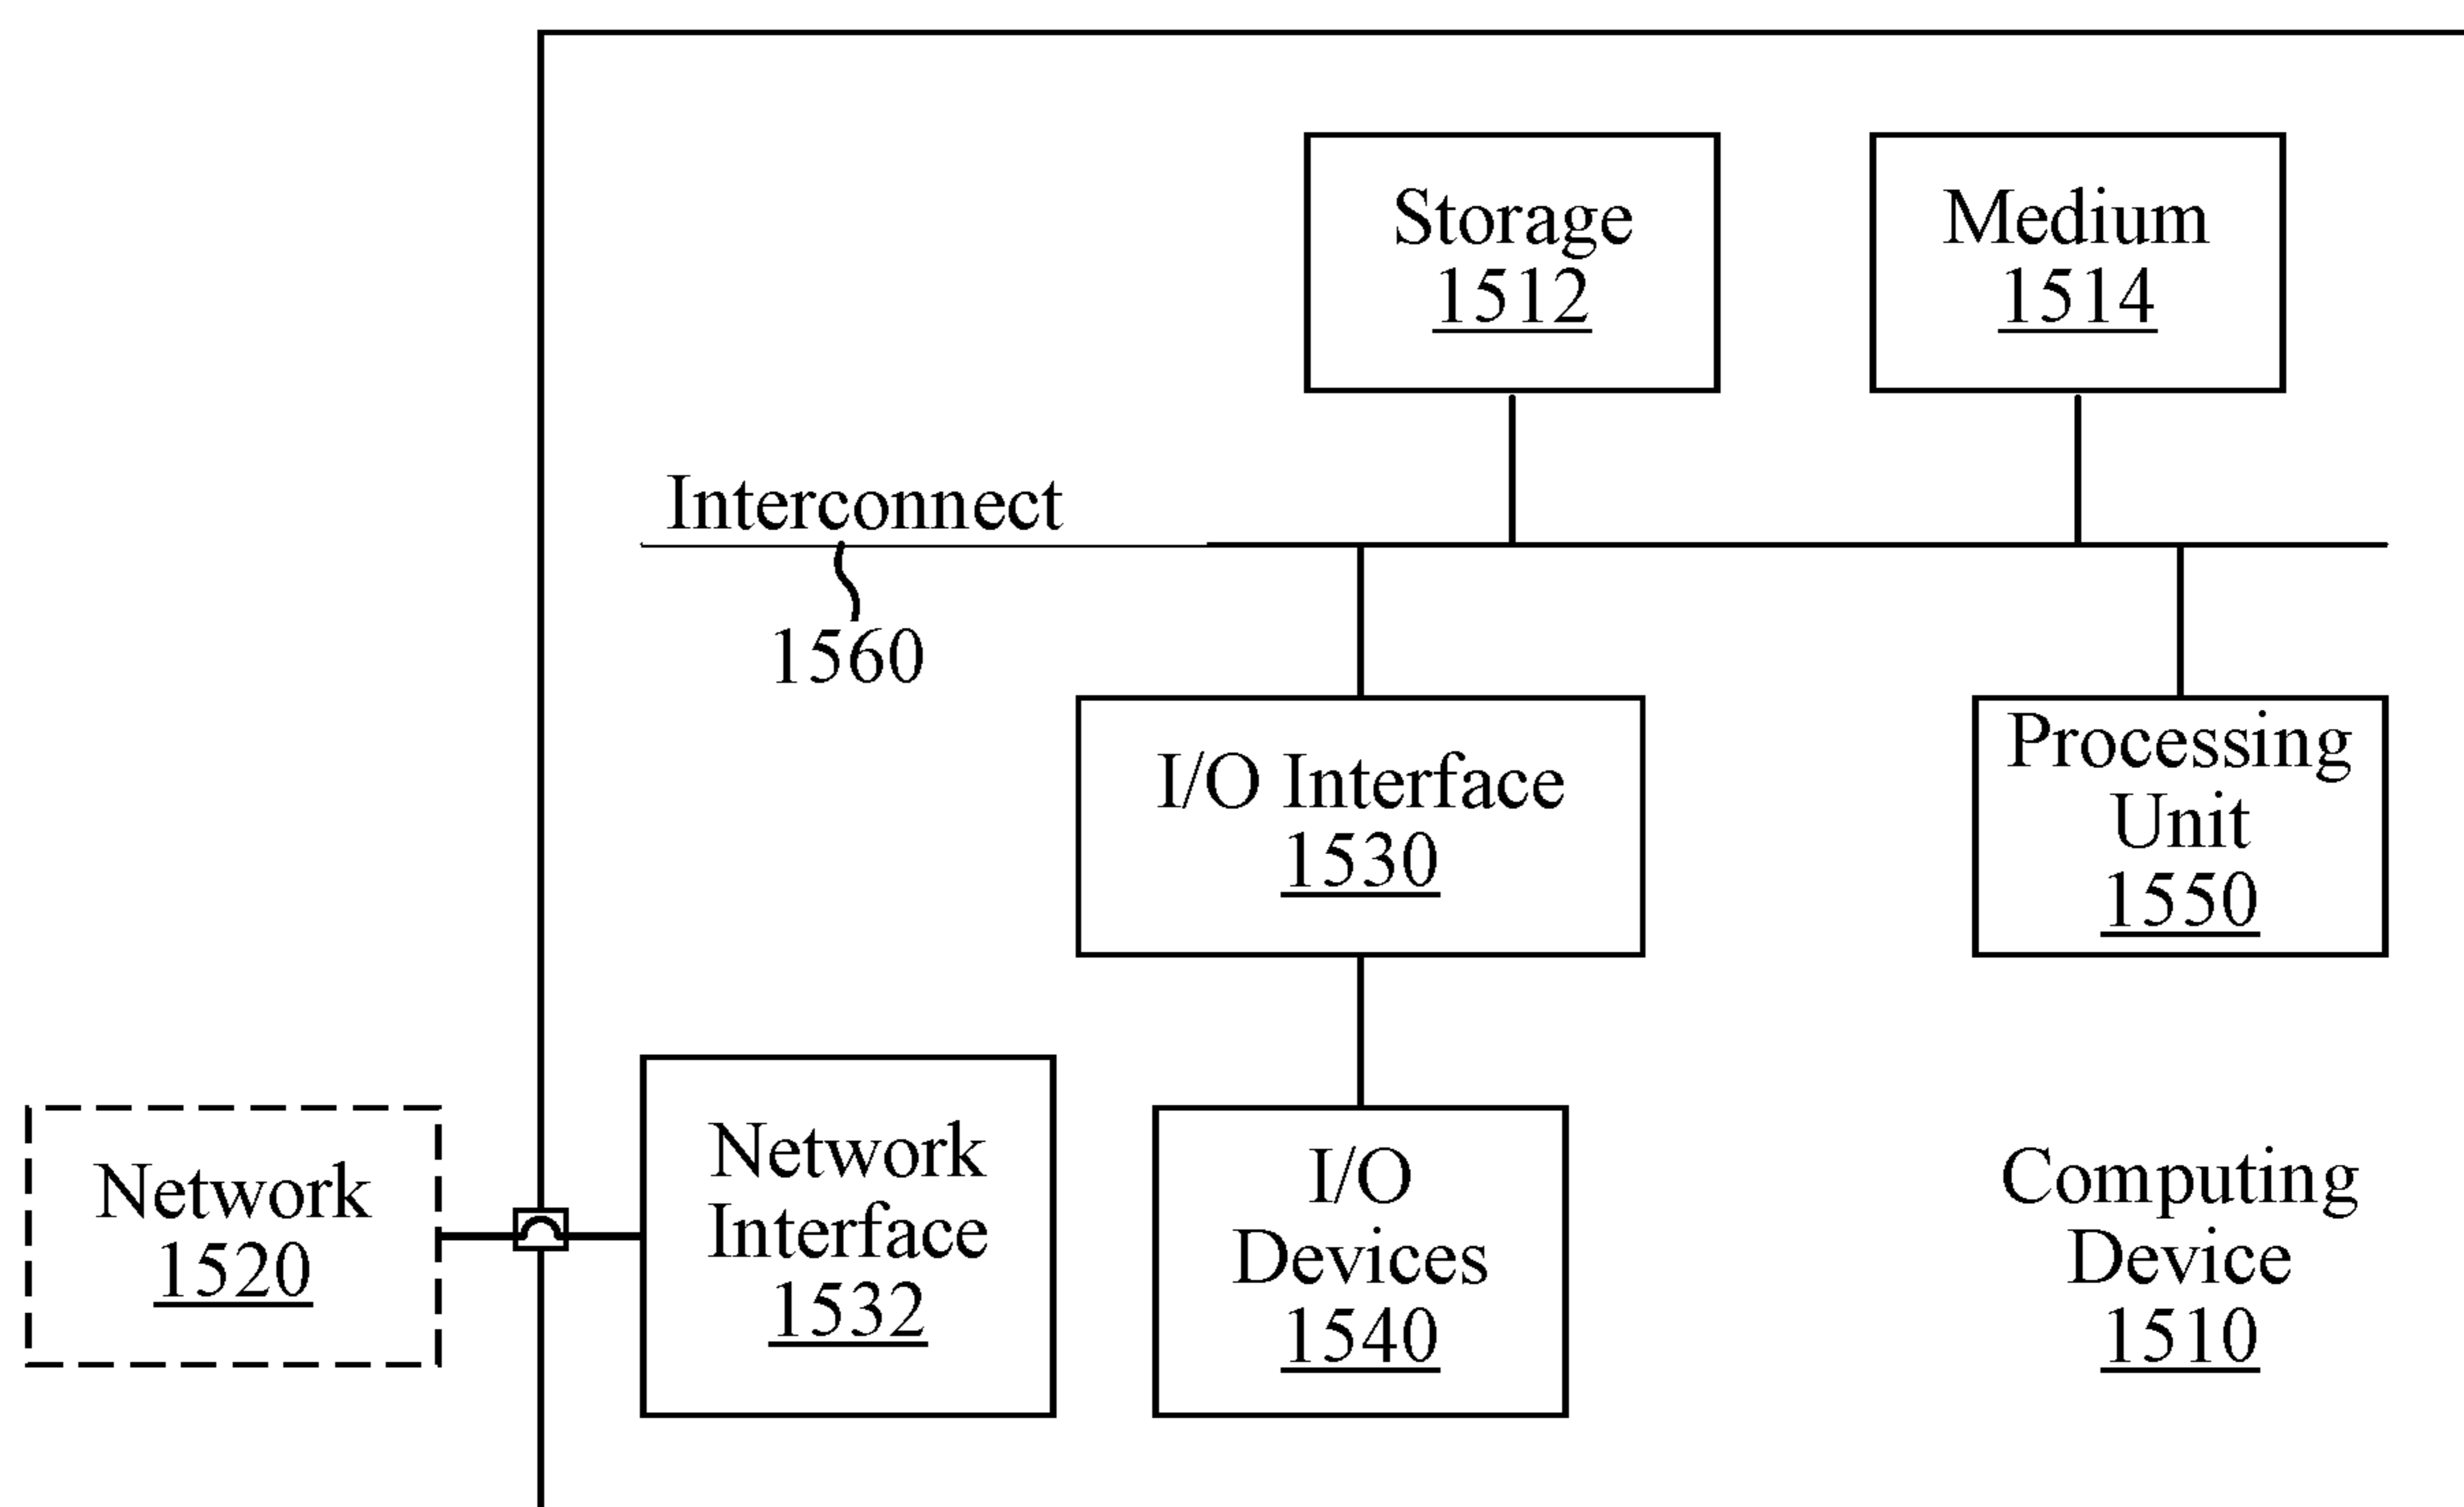 Storage
1512
Medium
1514
Interconnect
1560
I/O Interface
1530
Processing
Unit
1550
Network
1520
Network
Interface
1532
I/O
Devices
1540
Computing
Device
1510